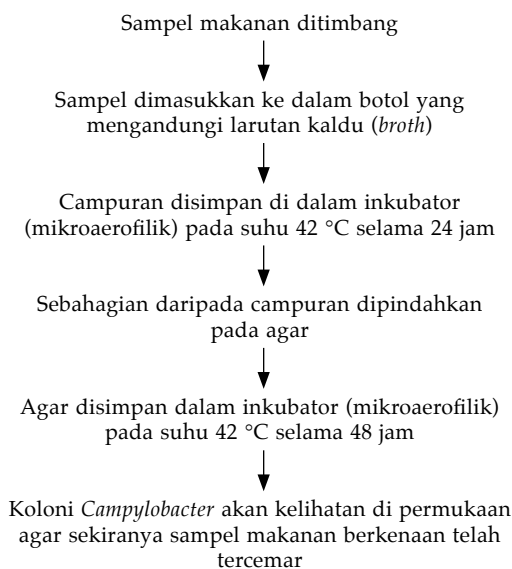 Sampel makanan ditimbang
Sampel dimasukkan ke dalam botol yang
mengandungi larutan kaldu (broth)
Campuran disimpan di dalam inkubator
(mikroaerofilik) pada suhu 42 °C selama 24 jam
Sebahagian daripada campuran dipindahkan
pada agar
Agar disimpan dalam inkubator (mikroaerofilik)
pada suhu 42 °C selama 48 jam
Koloni Campylobacter akan kelihatan di permukaan
agar sekiranya sampel makanan berkenaan telah
tercemar